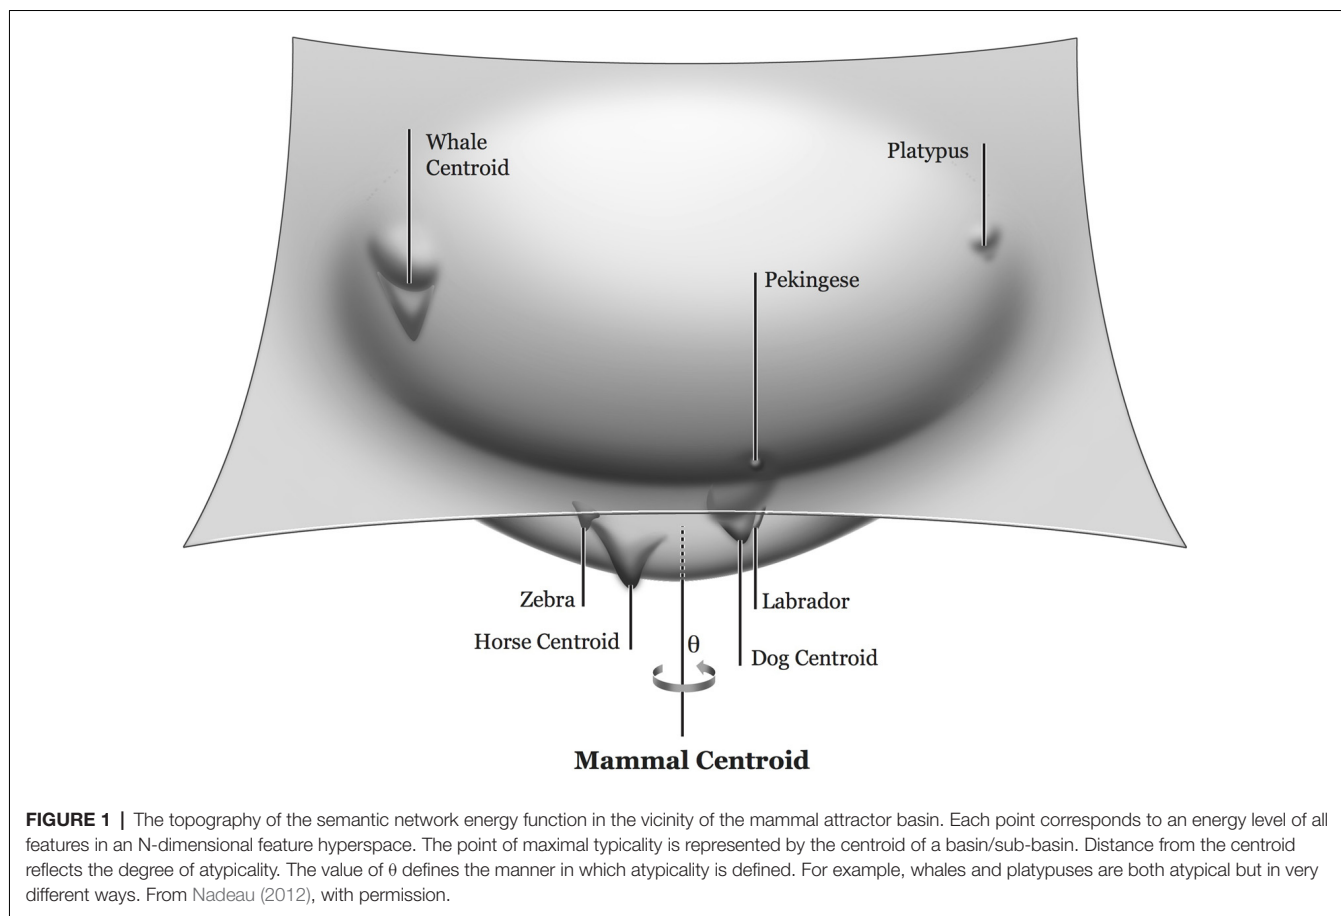 Whale
Centroid
Platypus
Pekingese
Zebra
Labrador
Horse Centroid
θ
Dog Centroid
Mammal Centroid
FIGURE 1 | The topography of the semantic network energy function in the vicinity of the mammal attractor basin. Each point corresponds to an energy level of all
features in an N-dimensional feature hyperspace. The point of maximal typicality is represented by the centroid of a basin/sub-basin. Distance from the centroid
reflects the degree of atypicality. The value of θ defines the manner in which atypicality is defined. For example, whales and platypuses are both atypical but in very
different ways. From Nadeau (2012), with permission.